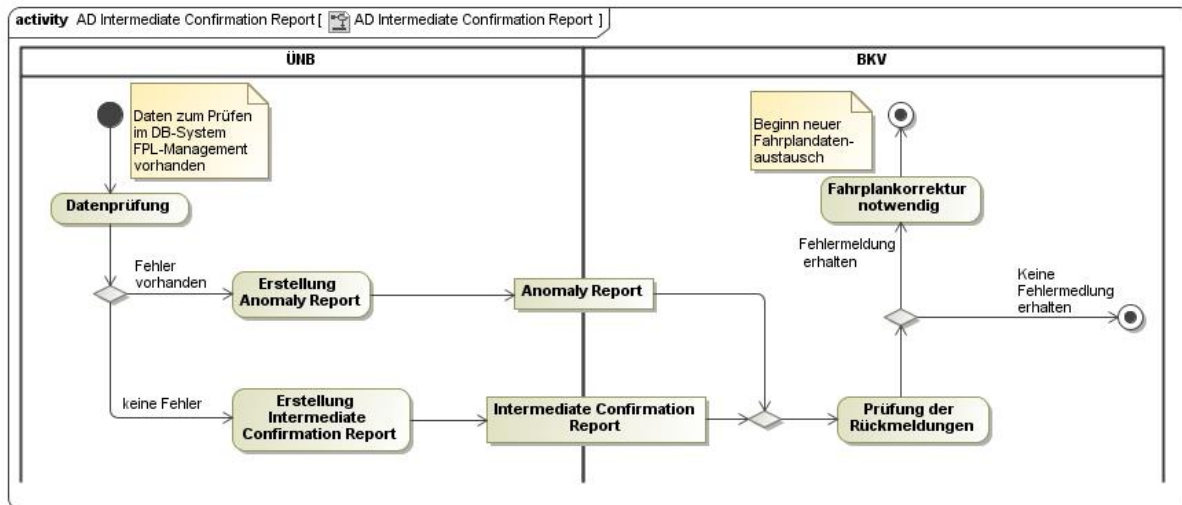 activity AD Intermediate Confirmation Report [ AD Intermediate Confirmation Report ]
ÜNB
BKV
Daten zum Prüfen
im DB-System
FPL-Management
vorhanden
Beginn neuer
Fahrplandaten-
austausch
Datenprüfung
Fahrplankorrektur
notwendig
Fehlermeldung
erhalten
Fehler
vorhanden
Erstellung
Anomaly Report
Anomaly Report
Keine
Fehlermedlung
erhalten
keine Fehler
Erstellung
Intermediate
Confirmation Report
Intermediate Confirmation
Report
Prüfung der
Rückmeldungen